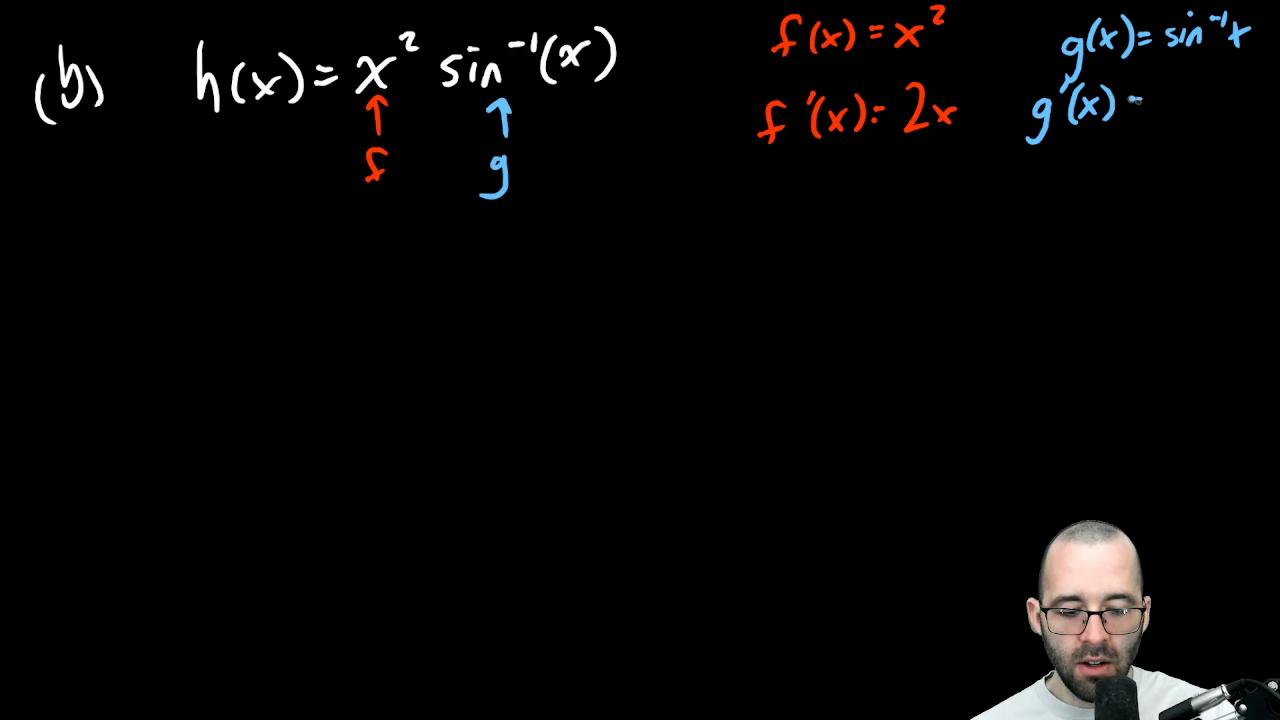 (b) h(x) = x² sin⁻¹(x)
f g
f(x) = x²
f'(x) = 2x
g(x) = sin⁻¹x
g'(x) =